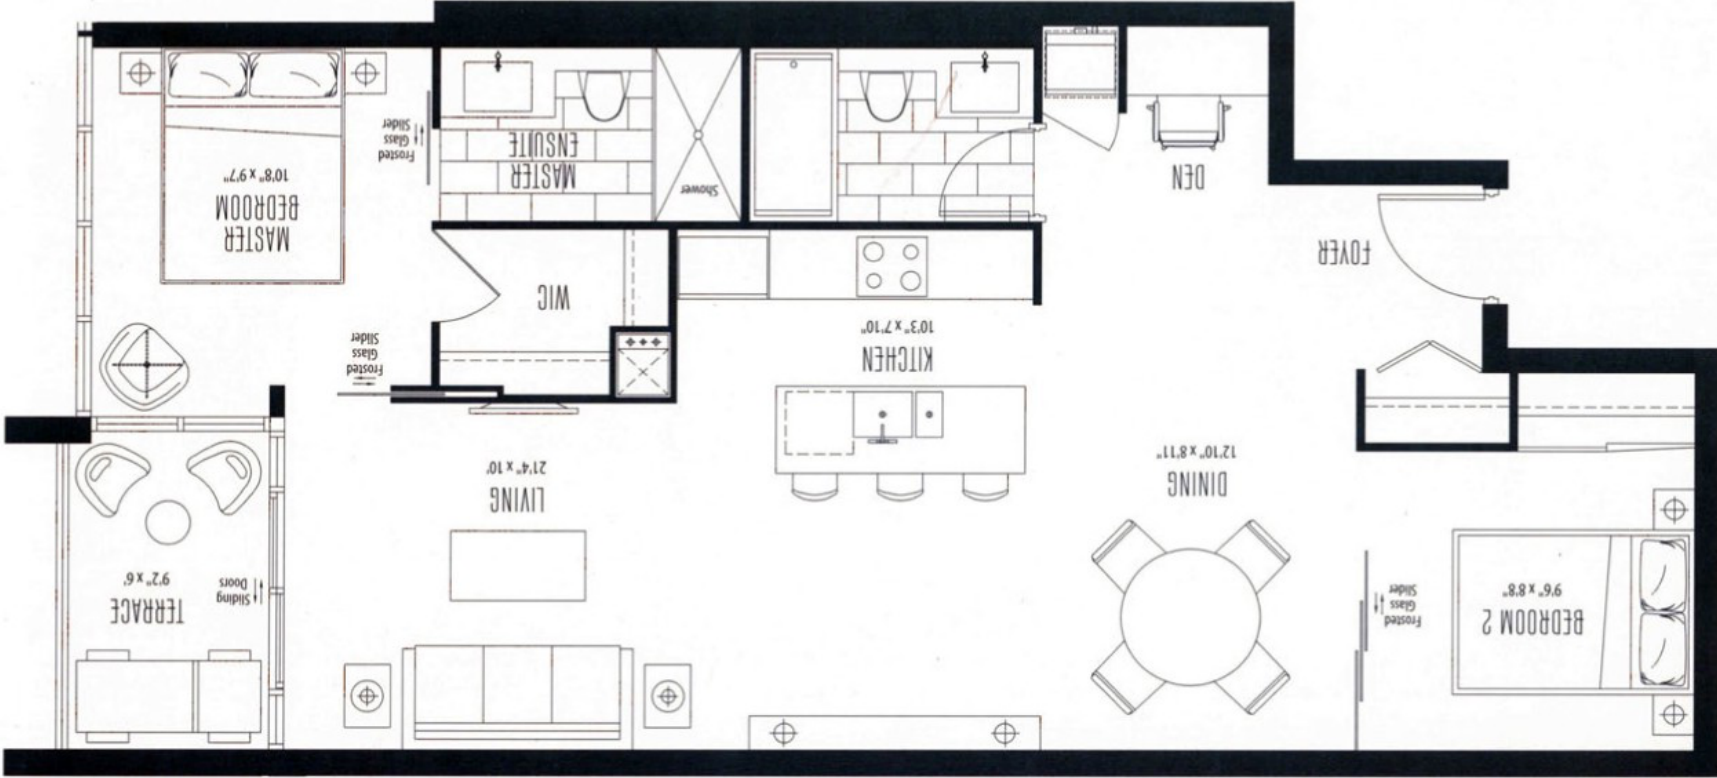 BEDROOM 2
9'6" x 8'8"
Frosted
Glass
Slider
DINING
12'10" x 8'11"
LIVING
21'4" x 10'
TERRACE
9'2" x 6'
Sliding
Doors
KITCHEN
10'3" x 7'10"
Frosted
Glass
Slider
FOYER
WIC
MASTER
BEDROOM
10'8" x 9'7"
DEN
Shower
MASTER
ENSUITE
Frosted
Glass
Slider